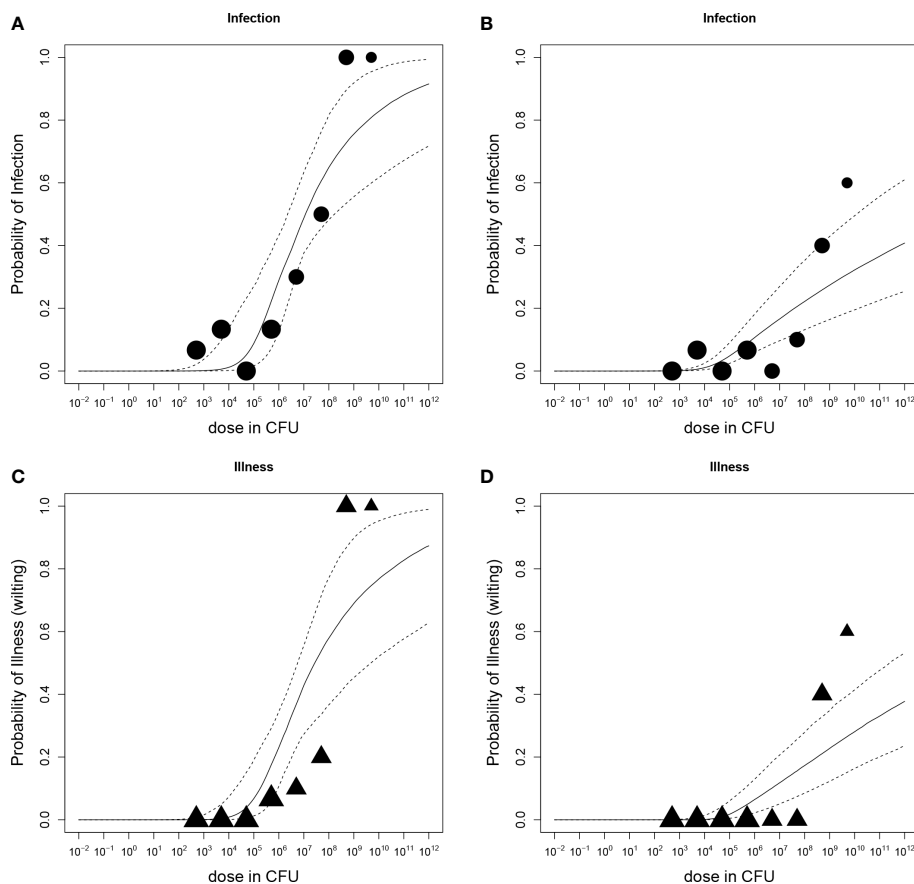 A
Infection
Probability of Infection
1.0
0.8
0.6
0.4
0.2
0.0
10⁻² 10⁻¹ 10⁰ 10¹ 10² 10³ 10⁴ 10⁵ 10⁶ 10⁷ 10⁸ 10⁹ 10¹⁰ 10¹¹ 10¹²
dose in CFU
B
Infection
Probability of Infection
1.0
0.8
0.6
0.4
0.2
0.0
10⁻² 10⁻¹ 10⁰ 10¹ 10² 10³ 10⁴ 10⁵ 10⁶ 10⁷ 10⁸ 10⁹ 10¹⁰ 10¹¹ 10¹²
dose in CFU
C
Illness
Probability of Illness (wilting)
1.0
0.8
0.6
0.4
0.2
0.0
10⁻² 10⁻¹ 10⁰ 10¹ 10² 10³ 10⁴ 10⁵ 10⁶ 10⁷ 10⁸ 10⁹ 10¹⁰ 10¹¹ 10¹²
dose in CFU
D
Illness
Probability of Illness (wilting)
1.0
0.8
0.6
0.4
0.2
0.0
10⁻² 10⁻¹ 10⁰ 10¹ 10² 10³ 10⁴ 10⁵ 10⁶ 10⁷ 10⁸ 10⁹ 10¹⁰ 10¹¹ 10¹²
dose in CFU